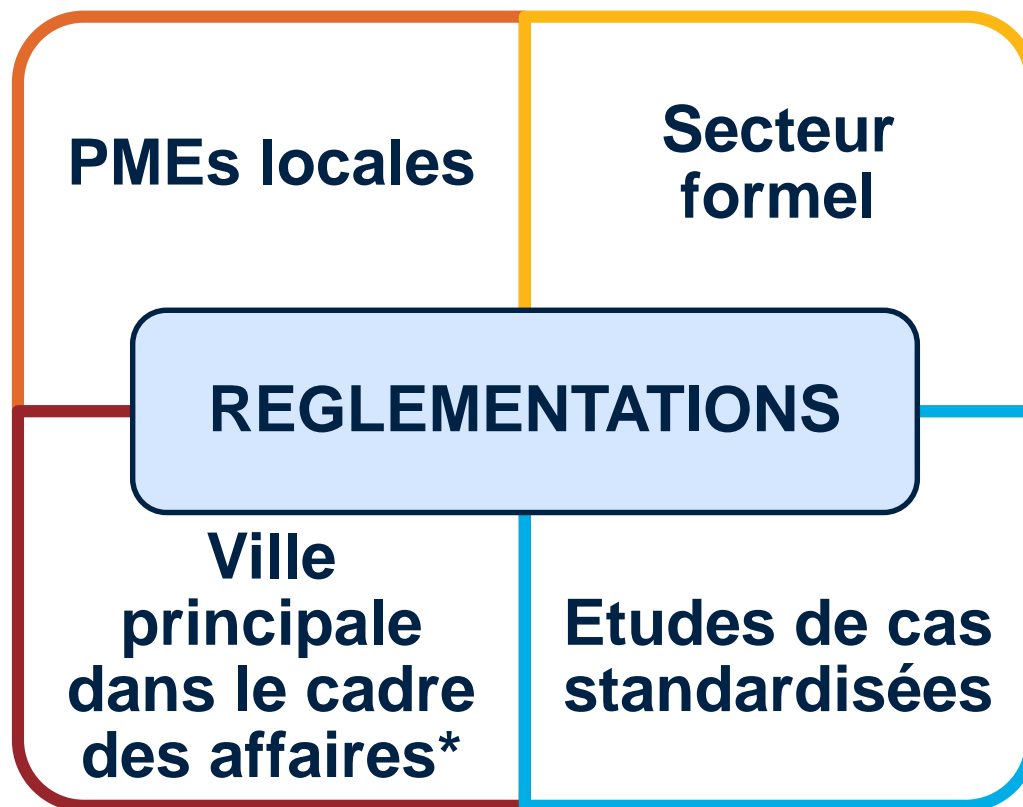 PMEs locales
Secteur
formel
REGLEMENTATIONS
Ville
principale
dans le cadre
des affaires*
Etudes de cas
standardisées